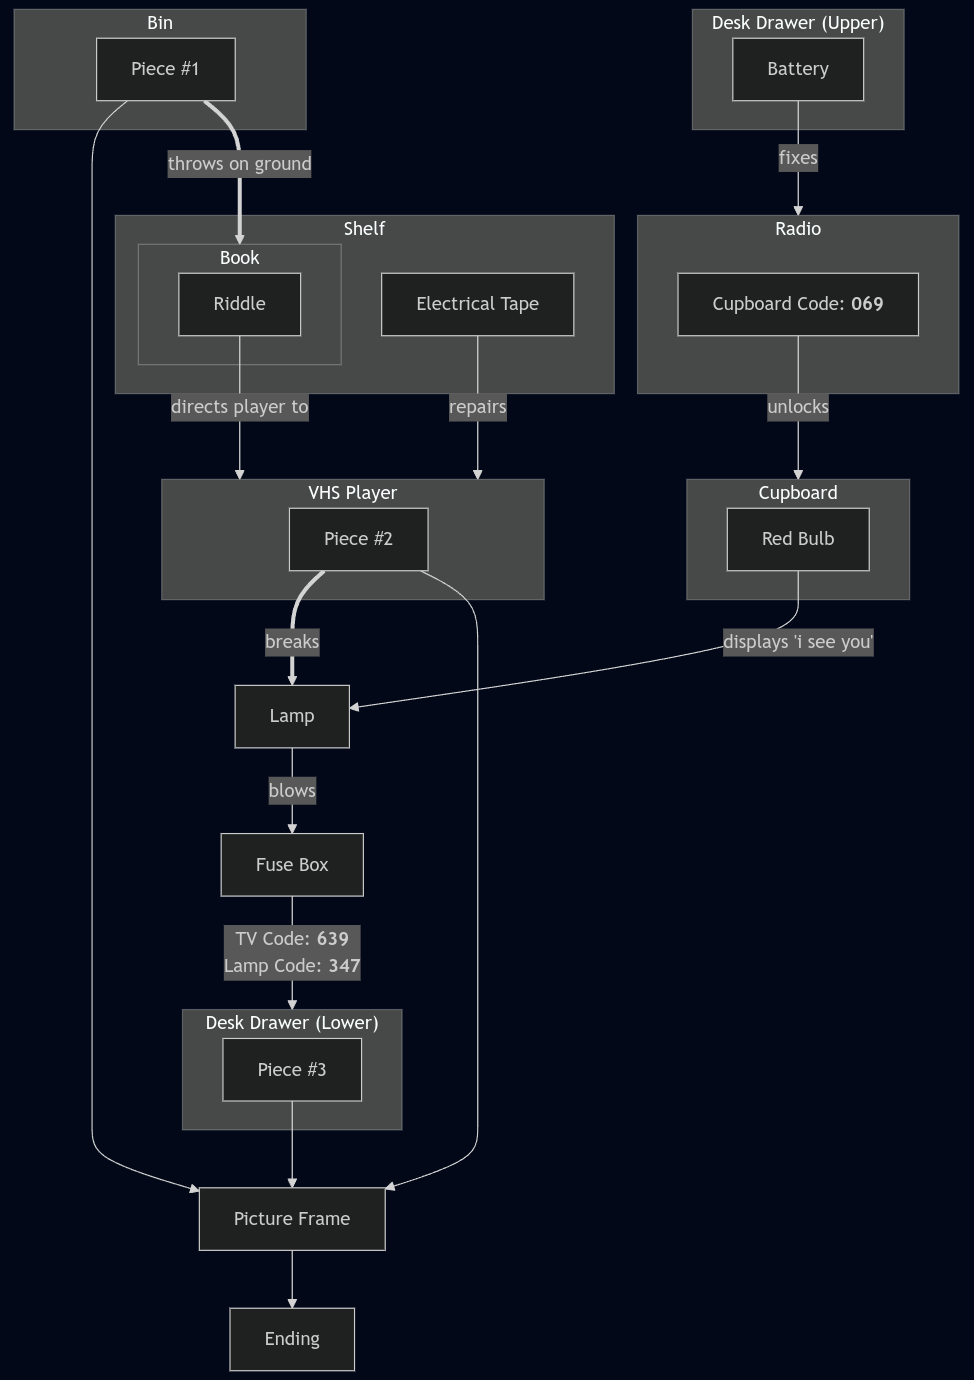 Bin
Piece #1
Desk Drawer (Upper)
Battery
throws on ground
fixes
Shelf
Book
Riddle
Electrical Tape
Radio
Cupboard Code: 069
directs player to
repairs
unlocks
VHS Player
Piece #2
Cupboard
Red Bulb
breaks
displays 'i see you'
Lamp
blows
Fuse Box
TV Code: 639
Lamp Code: 347
Desk Drawer (Lower)
Piece #3
Picture Frame
Ending